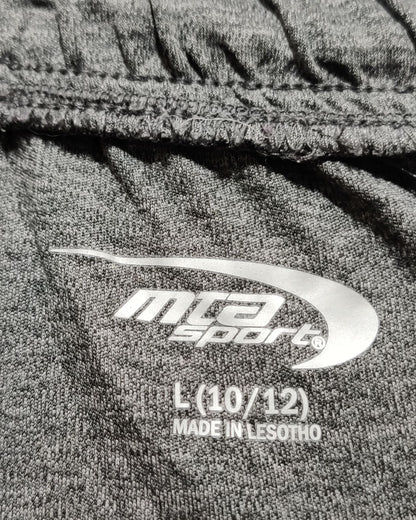 mta
sport®
L (10/12)
MADE IN LESOTHO